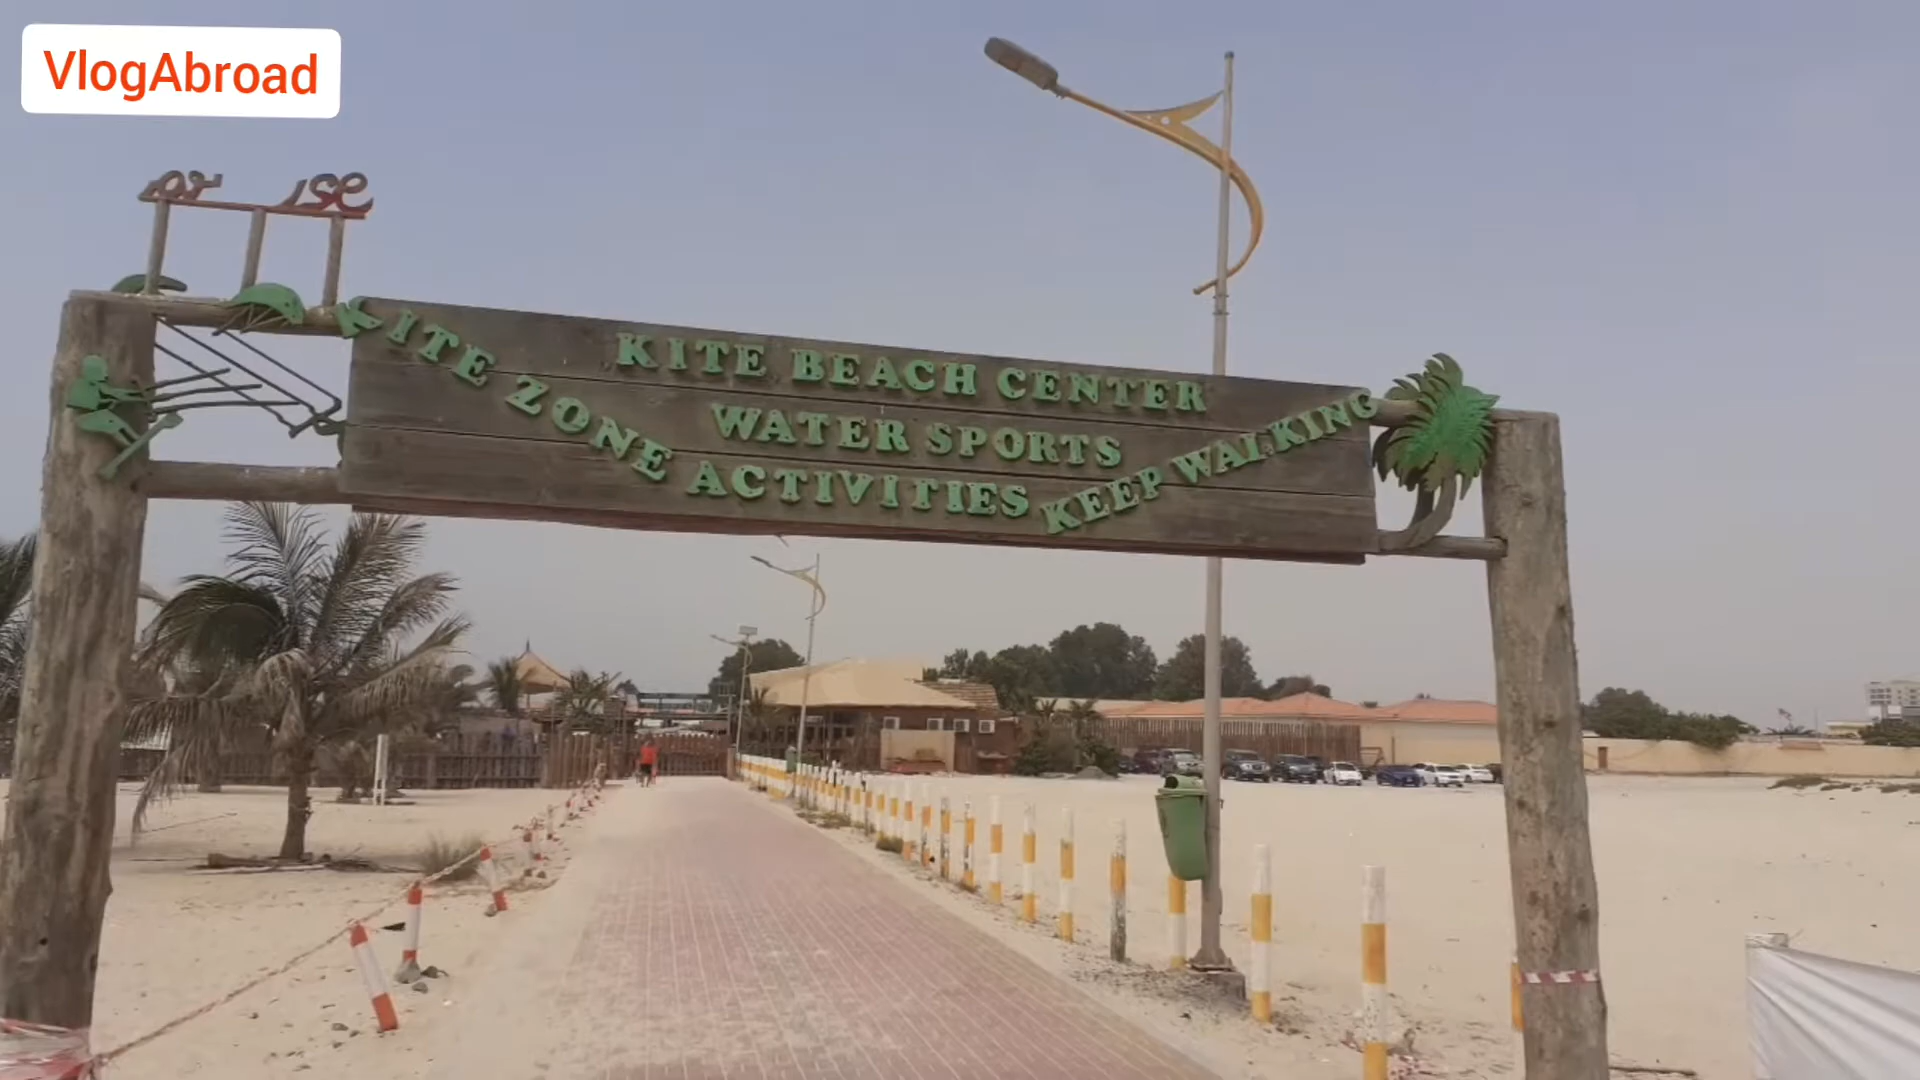 VlogAbroad
KITE BEACH CENTER
WATER SPORTS
KITE ZONE ACTIVITIES KEEP WALKING